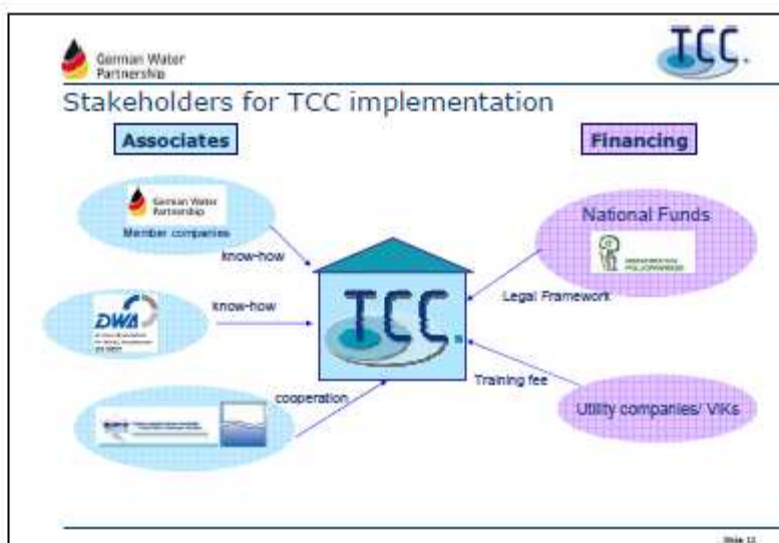 German Water
Partnership
TCC
Stakeholders for TCC implementation
Associates
Financing
German Water
Partnership
Member companies
know-how
National Funds
Legal Framework
DWA
know-how
TCC
cooperation
Training fee
Utility companies/ ViKs